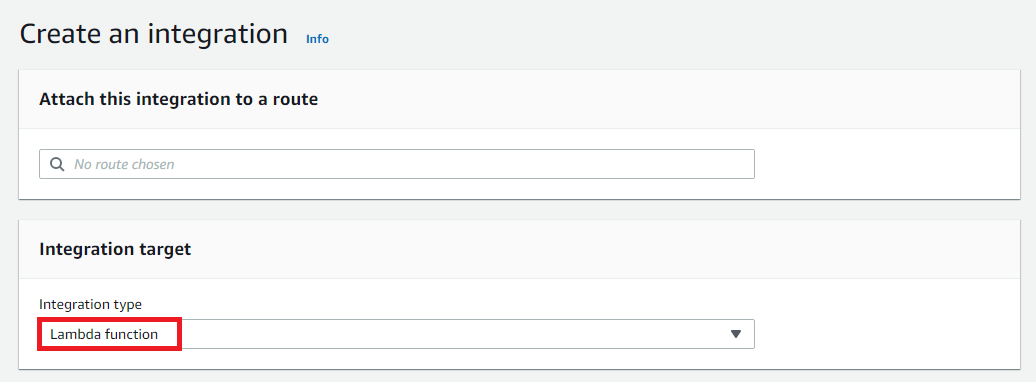 Create an integration Info
Attach this integration to a route
No route chosen
Integration target
Integration type
Lambda function